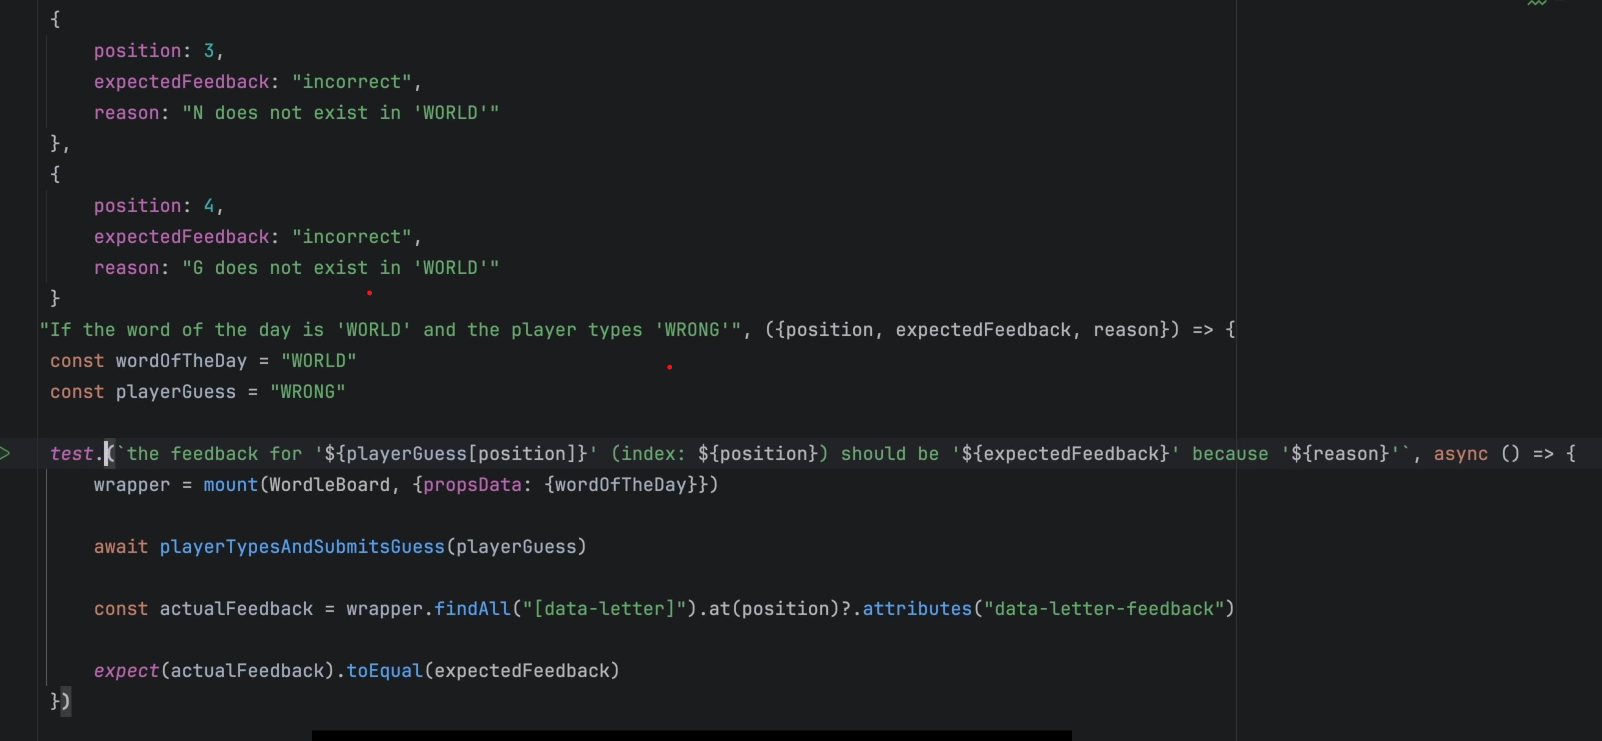 {
position: 3,
expectedFeedback: "incorrect",
reason: "N does not exist in 'WORLD'"
},
{
position: 4,
expectedFeedback: "incorrect",
reason: "G does not exist in 'WORLD'"
}
"If the word of the day is 'WORLD' and the player types 'WRONG'", ({position, expectedFeedback, reason}) => {
const wordOfTheDay = "WORLD"
const playerGuess = "WRONG"
test.(`the feedback for '${playerGuess[position]}' (index: ${position}) should be '${expectedFeedback}' because '${reason}'`, async () => {
wrapper = mount(WordleBoard, {propsData: {wordOfTheDay}})
await playerTypesAndSubmitsGuess(playerGuess)
const actualFeedback = wrapper.findAll("[data-letter]").at(position)?.attributes("data-letter-feedback")
expect(actualFeedback).toEqual(expectedFeedback)
})